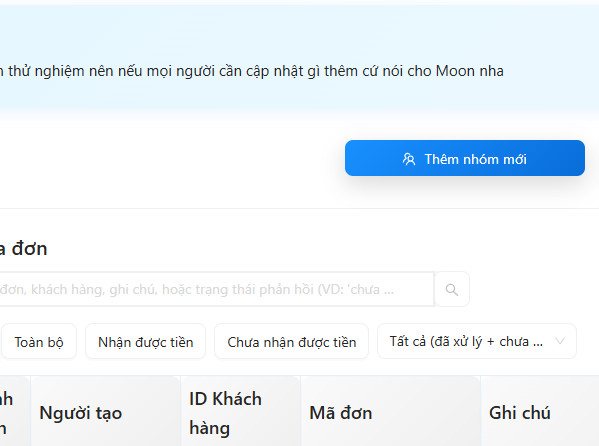 thử nghiệm nên nếu mọi người cần cập nhật gì thêm cứ nói cho Moon nha
Thêm nhóm mới
đơn
đơn, khách hàng, ghi chú, hoặc trạng thái phản hồi (VD: 'chưa ...
Toàn bộ
Nhận được tiền
Chưa nhận được tiền
Tất cả (đã xử lý + chưa ...
Người tạo
ID Khách
hàng
Mã đơn
Ghi chú